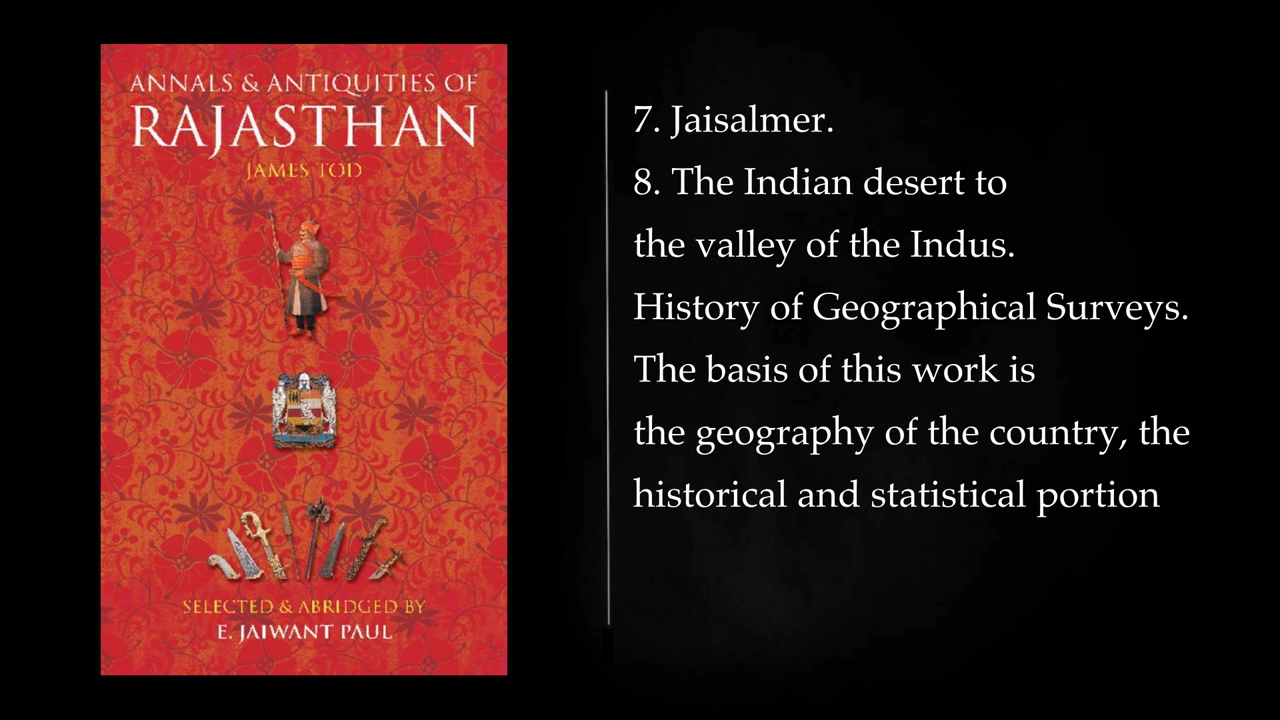 ANNALS & ANTIQUITIES OF
RAJASTHAN
JAMES TOD
SELECTED & ABRIDGED BY
E. JAIWANT PAUL
7. Jaisalmer.
8. The Indian desert to
the valley of the Indus.
History of Geographical Surveys.
The basis of this work is
the geography of the country, the
historical and statistical portion